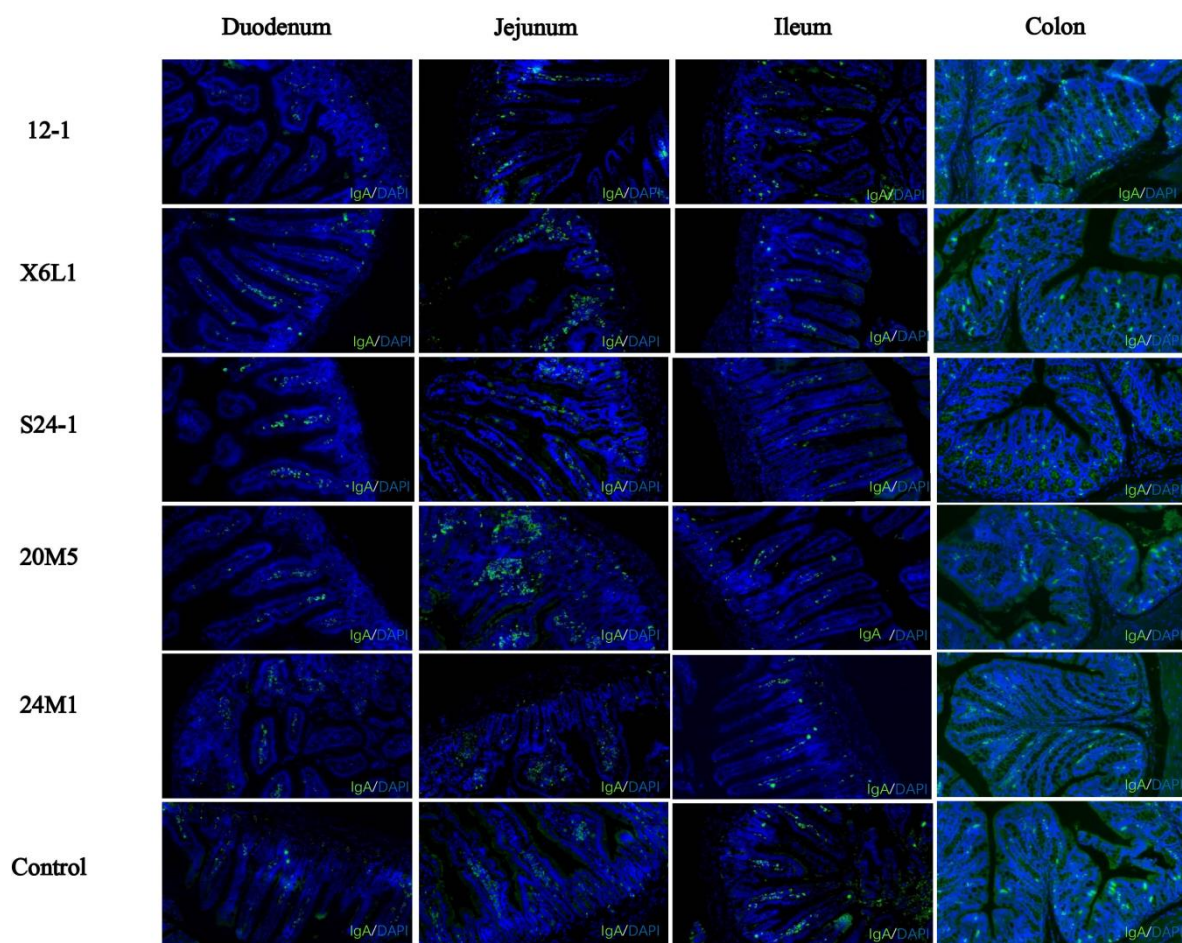 Duodenum Jejunum Ileum Colon
12-1 IgA/DAPI IgA/DAPI IgA/DAPI IgA/DAPI
X6L1 IgA/DAPI IgA/DAPI IgA/DAPI IgA/DAPI
S24-1 IgA/DAPI IgA/DAPI IgA/DAPI IgA/DAPI
20M5 IgA/DAPI IgA/DAPI IgA /DAPI IgA/DAPI
24M1 IgA/DAPI IgA/DAPI IgA/DAPI IgA/DAPI
Control IgA/DAPI IgA/DAPI IgA/DAPI IgA/DAPI